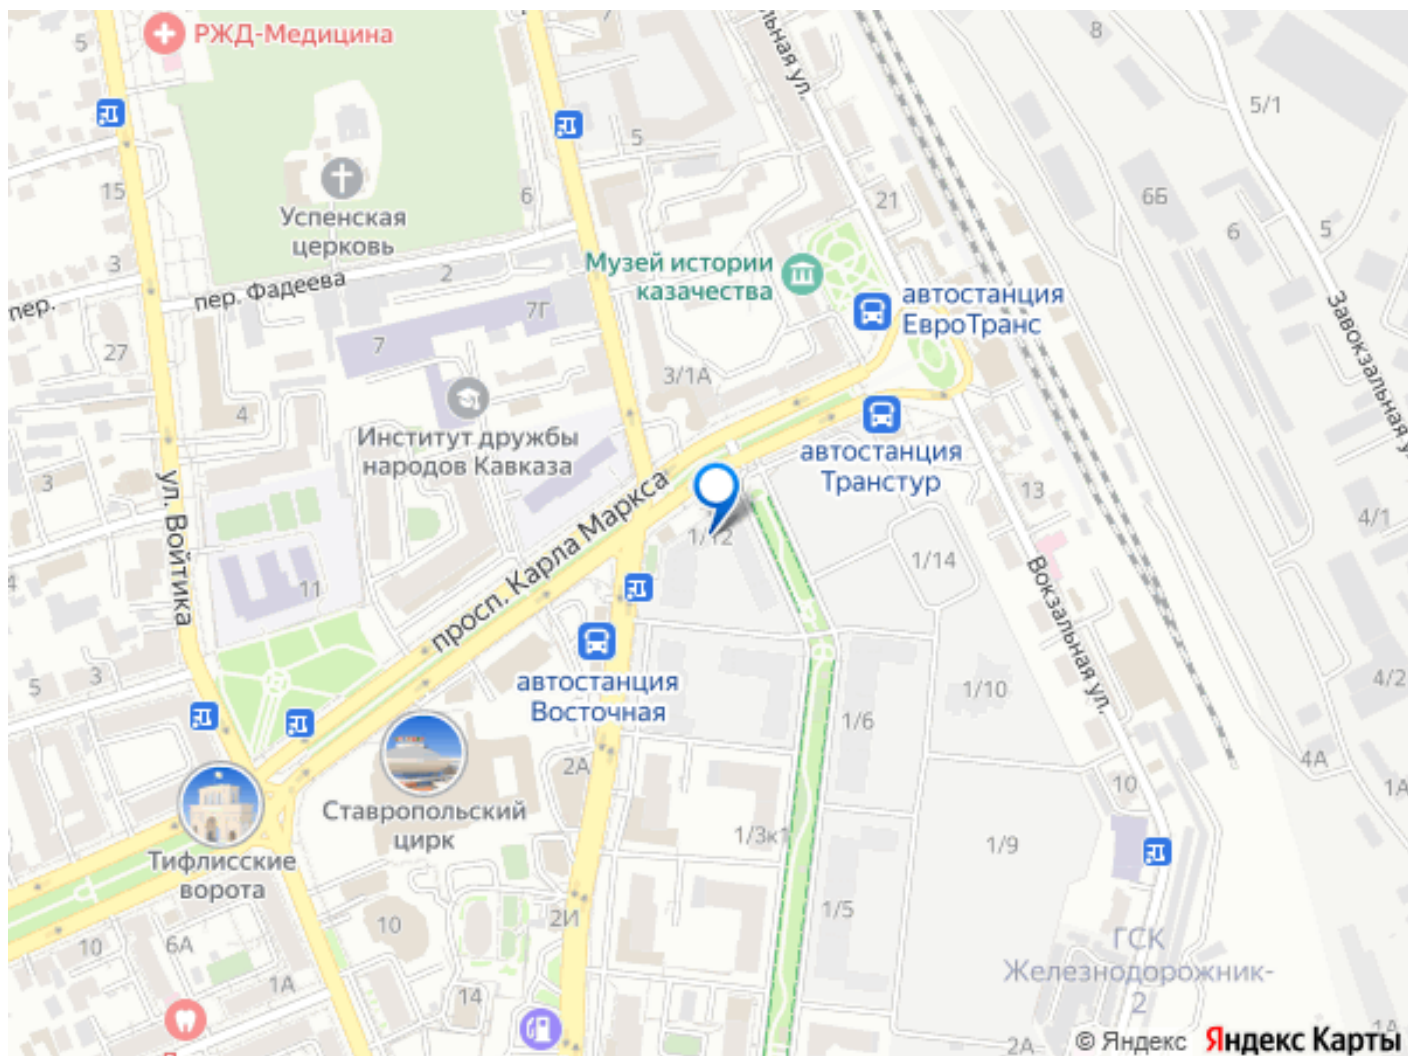 РЖД-Медицина
5
льная ул.
8
5/1
5
15
Успенская
церковь
6
21
6Б
6
5
3
пер. Фадеева
2
Музей истории
казачества
автостанция
ЕвроТранс
Завокзальная ул
пер.
7Г
7
27
3/1А
4
Институт дружбы
народов Кавказа
автостанция
Транстур
3
ул. Войтика
просп. Карла Маркса
13
4/1
1/12
1/14
11
Вокзальная ул.
5
3
автостанция
Восточная
1/10
4/2
1/6
2А
4А
1А
10
Ставропольский
цирк
1/3к1
1/9
Тифлисские
ворота
1/5
10
2И
10
6А
1А
14
ГСК
Железнодорожник-
2
2А
© Яндекс Яндекс Карты